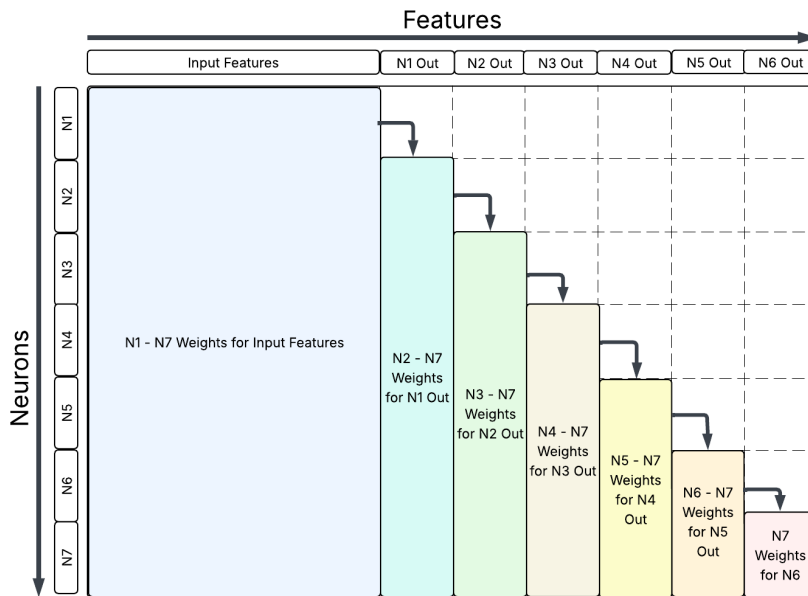 Features
Input Features
N1 Out
N2 Out
N3 Out
N4 Out
N5 Out
N6 Out
Neurons
N1
N2
N3
N4
N5
N6
N7
N1 - N7 Weights for Input Features
N2 - N7
Weights
for N1 Out
N3 - N7
Weights
for N2 Out
N4 - N7
Weights
for N3 Out
N5 - N7
Weights
for N4
Out
N6 - N7
Weights
for N5
Out
N7
Weights
for N6